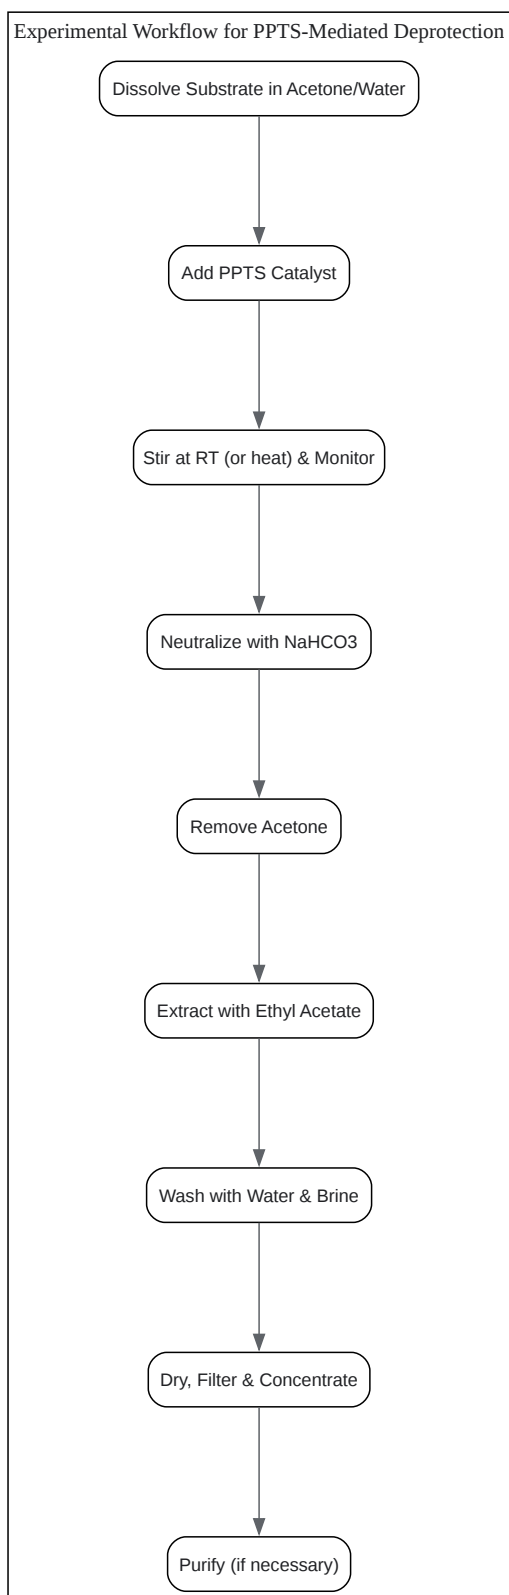 Experimental Workflow for PPTS-Mediated Deprotection
Dissolve Substrate in Acetone/Water
Add PPTS Catalyst
Stir at RT (or heat) & Monitor
Neutralize with NaHCO3
Remove Acetone
Extract with Ethyl Acetate
Wash with Water & Brine
Dry, Filter & Concentrate
Purify (if necessary)